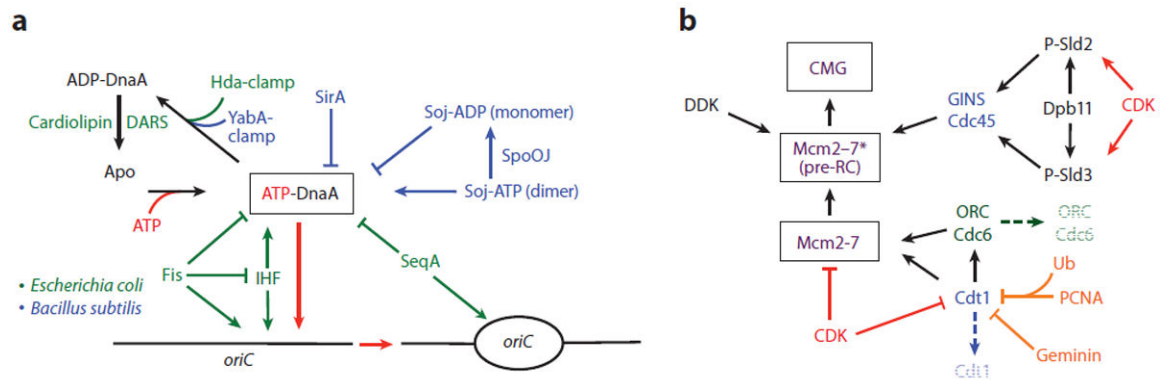 a
ADP-DnaA
Hda-clamp
Cardiolipin
DARS
YabA-
clamp
SirA
Soj-ADP (monomer)
SpoOJ
Apo
ATP-DnaA
Soj-ATP (dimer)
ATP
Fis
IHF
SeqA
• Escherichia coli
• Bacillus subtilis
oriC
oriC
b
P-Sld2
CMG
DDK
GINS
Cdc45
Dpb11
CDK
Mcm2–7*
(pre-RC)
P-Sld3
Mcm2-7
ORC
Cdc6
ORC
Cdc6
Ub
Cdt1
PCNA
CDK
Geminin
Cdt1